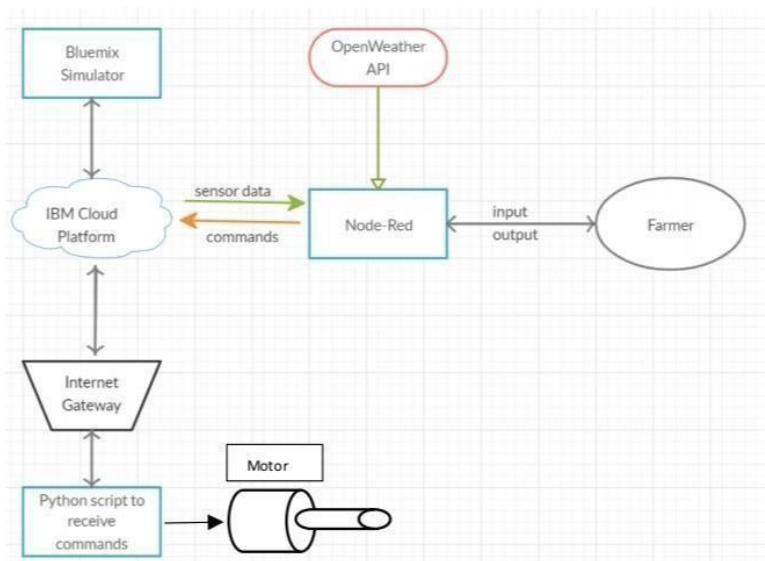 Bluemix
Simulator
OpenWeather
API
sensor data
IBM Cloud
Platform
commands
Node-Red
input
output
Farmer
Internet
Gateway
Motor
Python script to
receive
commands